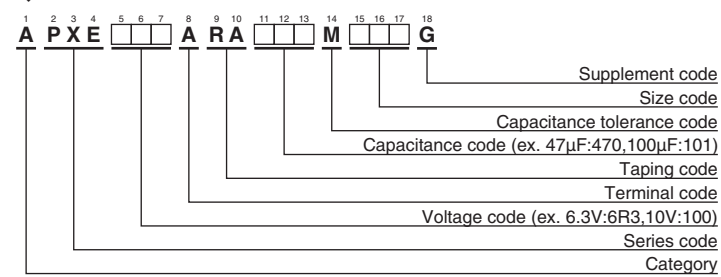 1 2 3 4 5 6 7 8 9 10 11 12 13 14 15 16 17 18
A P X E A R A M G
Supplement code
Size code
Capacitance tolerance code
Capacitance code (ex. 47μF:470,100μF:101)
Taping code
Terminal code
Voltage code (ex. 6.3V:6R3,10V:100)
Series code
Category